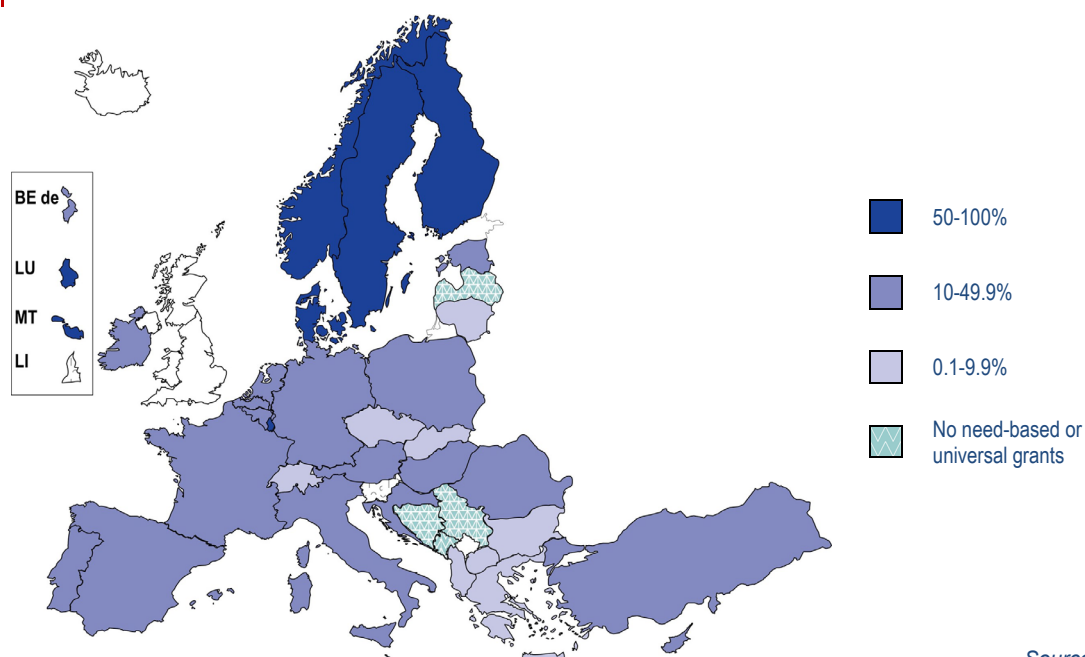 BE de
LU
MT
LI
50-100%
10-49.9%
0.1-9.9%
No need-based or
universal grants